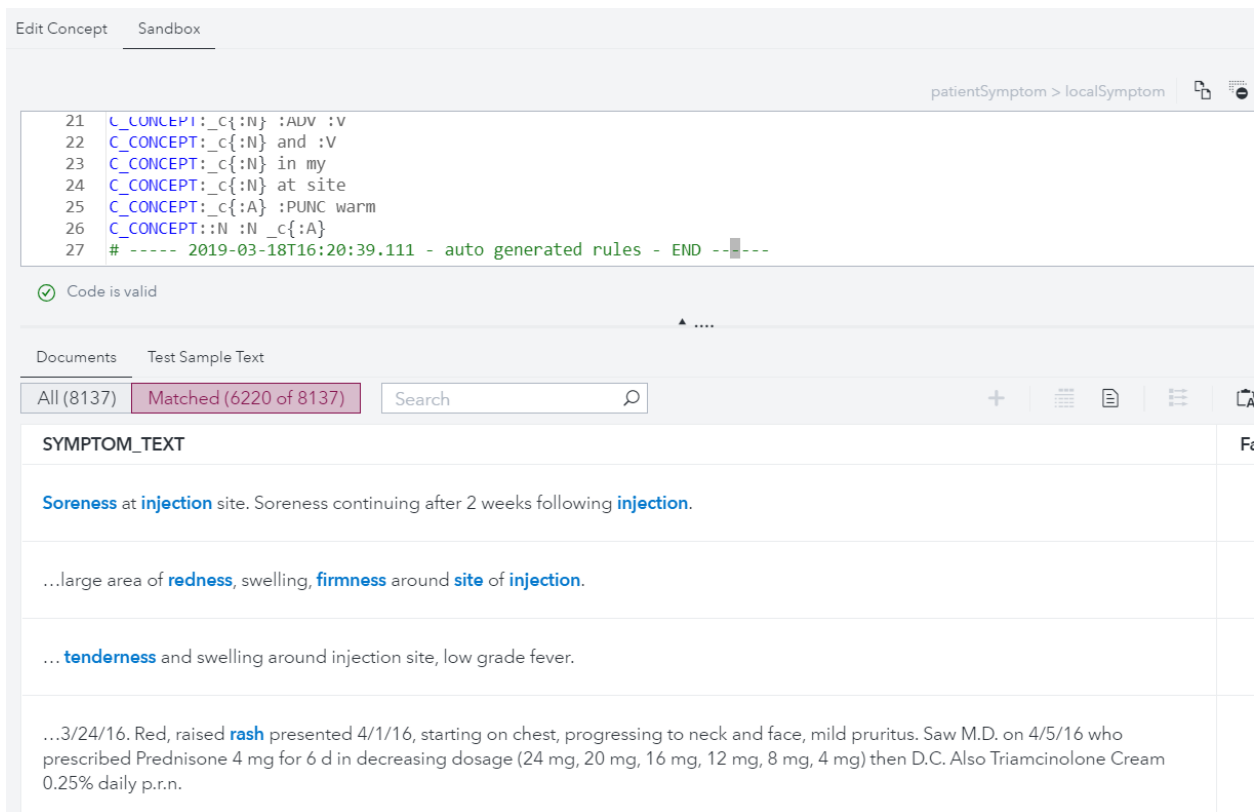 Edit Concept Sandbox
patientSymptom > localSymptom
21 C_CONCEPT:_c{:N} :ADV :V
22 C_CONCEPT:_c{:N} and :V
23 C_CONCEPT:_c{:N} in my
24 C_CONCEPT:_c{:N} at site
25 C_CONCEPT:_c{:A} :PUNC warm
26 C_CONCEPT::N :N _c{:A}
27 # ----- 2019-03-18T16:20:39.111 - auto generated rules - END ------
Code is valid
Documents Test Sample Text
All (8137) Matched (6220 of 8137) Search
SYMPTOM_TEXT
Soreness at injection site. Soreness continuing after 2 weeks following injection.
…large area of redness, swelling, firmness around site of injection.
… tenderness and swelling around injection site, low grade fever.
…3/24/16. Red, raised rash presented 4/1/16, starting on chest, progressing to neck and face, mild pruritus. Saw M.D. on 4/5/16 who
prescribed Prednisone 4 mg for 6 d in decreasing dosage (24 mg, 20 mg, 16 mg, 12 mg, 8 mg, 4 mg) then D.C. Also Triamcinolone Cream
0.25% daily p.r.n.